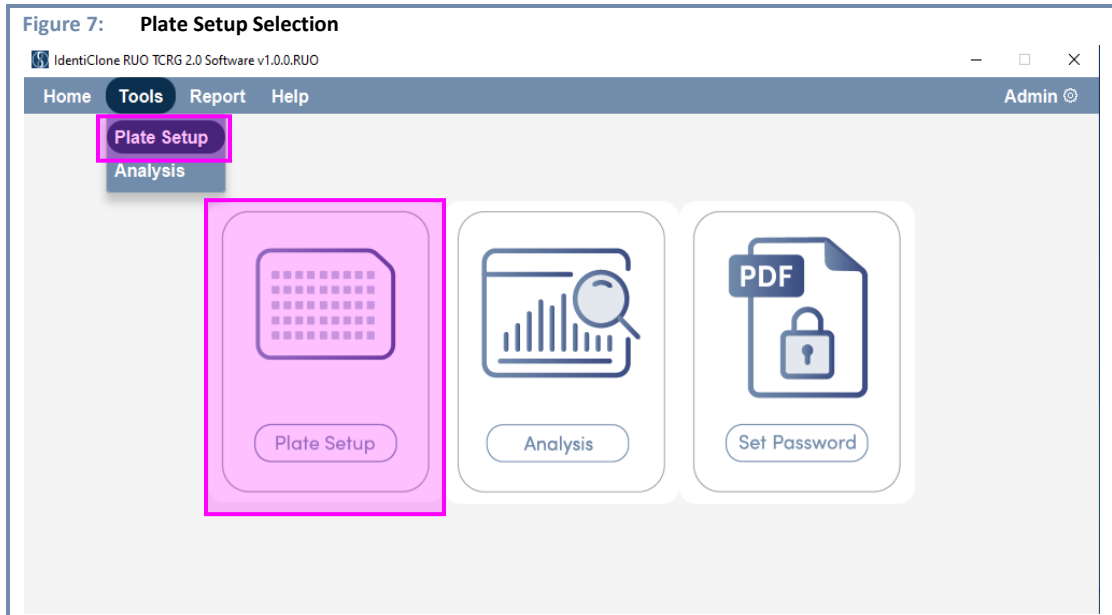 Figure 7: Plate Setup Selection
IdentiClone RUO TCRG 2.0 Software v1.0.0.RUO
Home Tools Report Help Admin
Plate Setup
Analysis
PDF
Plate Setup Analysis Set Password